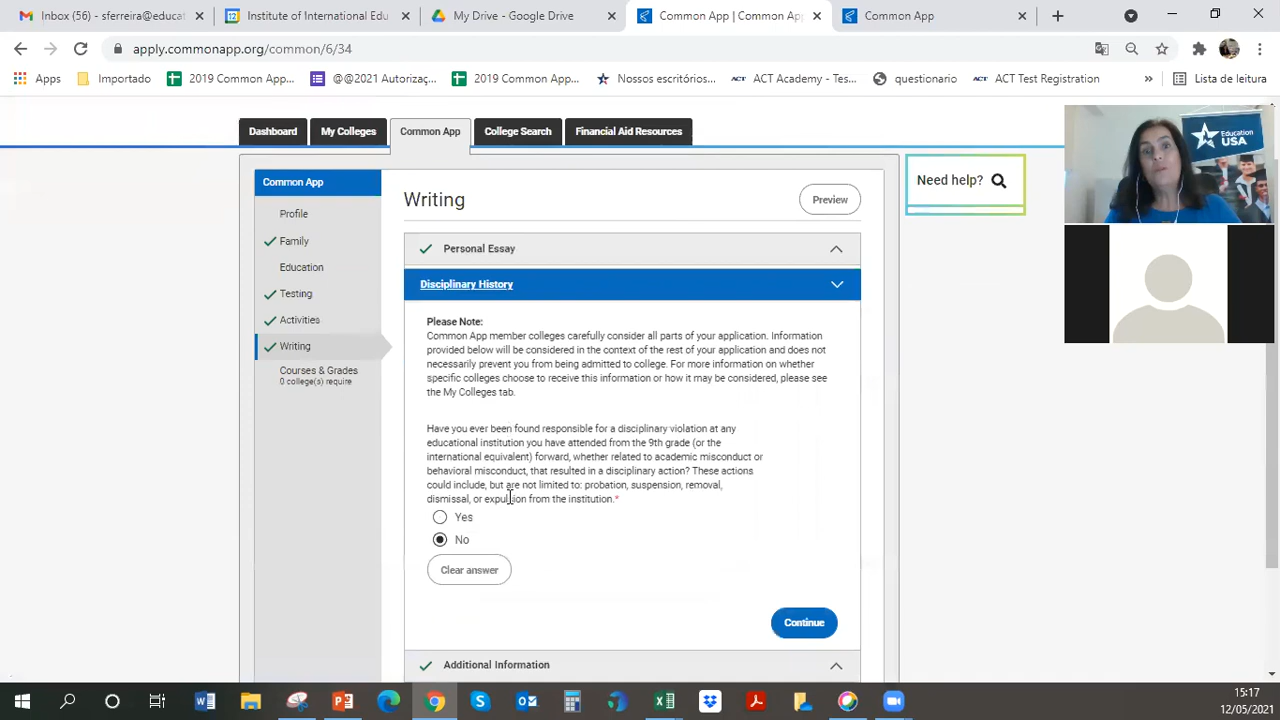 Inbox (56) - sferreira@educat
Institute of International Edu
My Drive - Google Drive
Common App | Common Ap
Common App
apply.commonapp.org/common/6/34
Apps
Importado
2019 Common App...
@@2021 Autorizaç...
2019 Common App...
Nossos escritórios...
ACT Academy - Tes...
questionario
ACT Test Registration
»
Lista de leitura
Dashboard
My Colleges
Common App
College Search
Financial Aid Resources
Education
USA
Need help?
Common App
Profile
Family
Education
Testing
Activities
Writing
Courses & Grades
0 college(s) require
Writing
Preview
Personal Essay
Disciplinary History
Please Note:
Common App member colleges carefully consider all parts of your application. Information
provided below will be considered in the context of the rest of your application and does not
necessarily prevent you from being admitted to college. For more information on whether
specific colleges choose to receive this information or how it may be considered, please see
the My Colleges tab.
Have you ever been found responsible for a disciplinary violation at any
educational institution you have attended from the 9th grade (or the
international equivalent) forward, whether related to academic misconduct or
behavioral misconduct, that resulted in a disciplinary action? These actions
could include, but are not limited to: probation, suspension, removal,
dismissal, or expulsion from the institution.*
Yes
No
Clear answer
Continue
Additional Information
15:17
12/05/2021